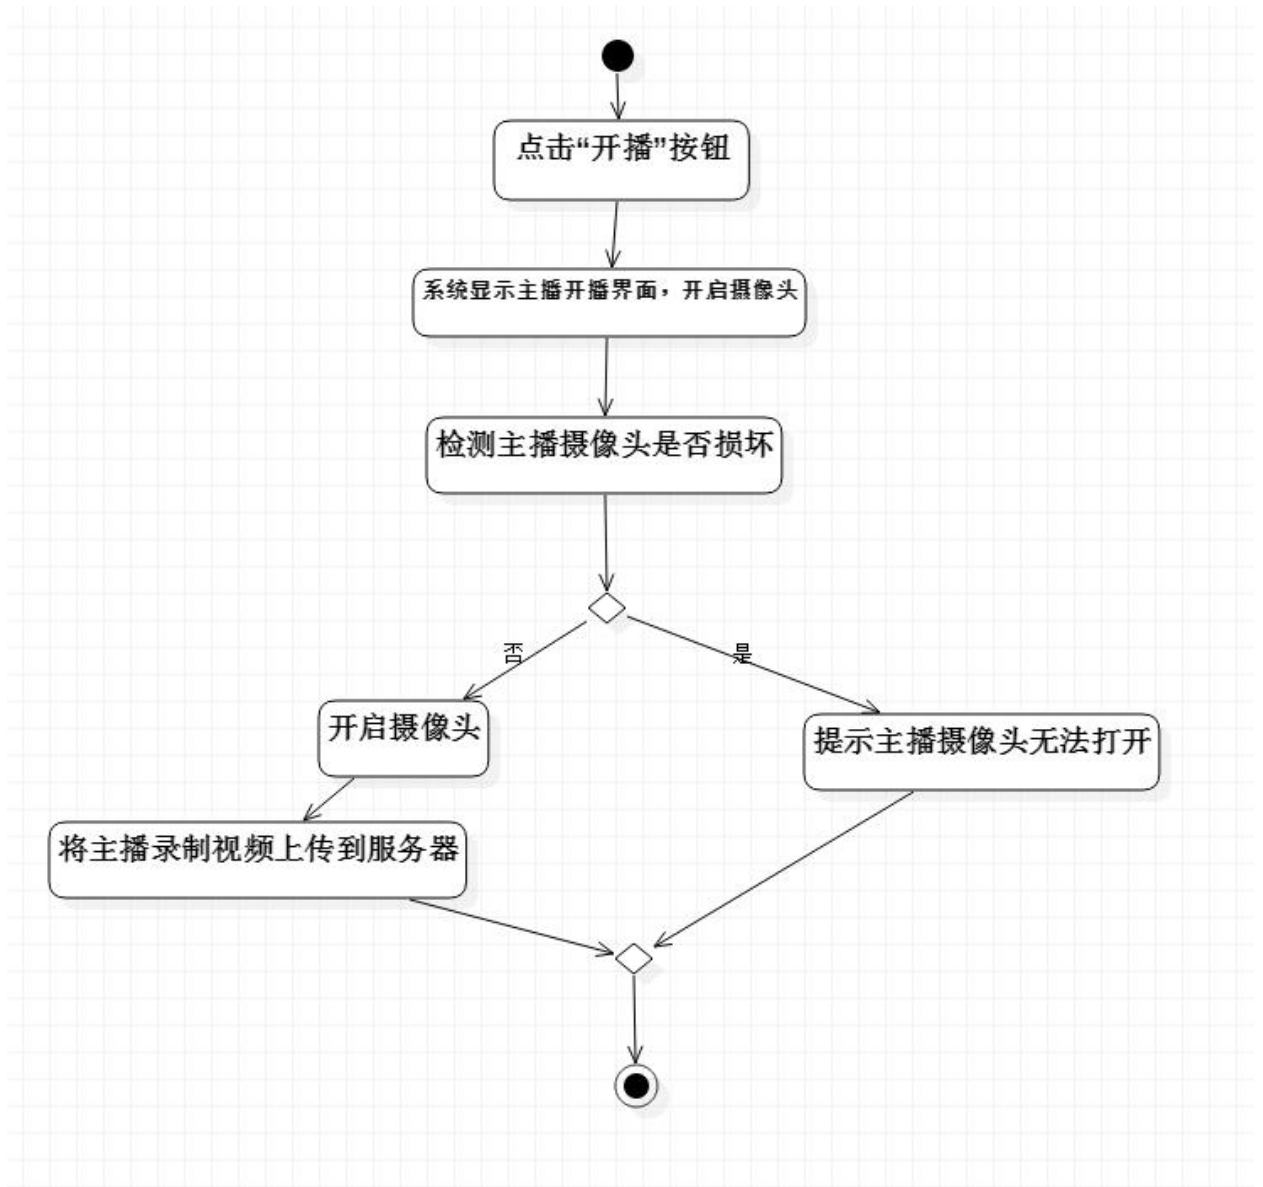 点击“开播”按钮
系统显示主播开播界面，开启摄像头
检测主播摄像头是否损坏
否
是
开启摄像头
提示主播摄像头无法打开
将主播录制视频上传到服务器